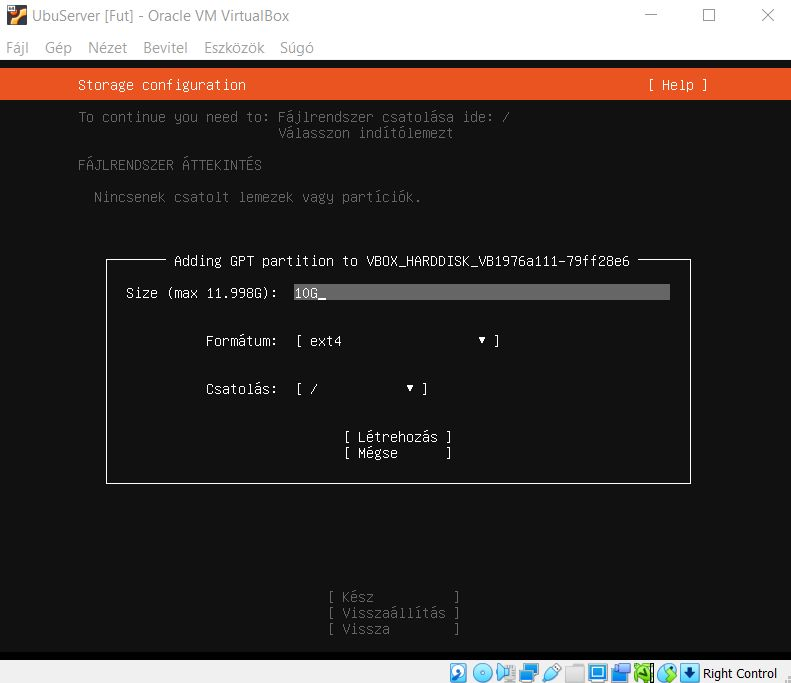 UbuServer [Fut] - Oracle VM VirtualBox
Fájl Gép Nézet Bevitel Eszközök Súgó
Storage configuration [ Help ]
To continue you need to: Fájlrendszer csatolása ide: /
Válasszon indítólemezt
FÁJLRENDSZER ÁTTEKINTÉS
Nincsenek csatolt lemezek vagy partíciók.
Adding GPT partition to VBOX_HARDDISK_VB1976a111-79ff28e6
Size (max 11.998G): 10G_
Formátum: [ ext4 ▾ ]
Csatolás: [ / ▾ ]
[ Létrehozás ]
[ Mégse ]
[ Kész ]
[ Visszaállítás ]
[ Vissza ]
Right Control